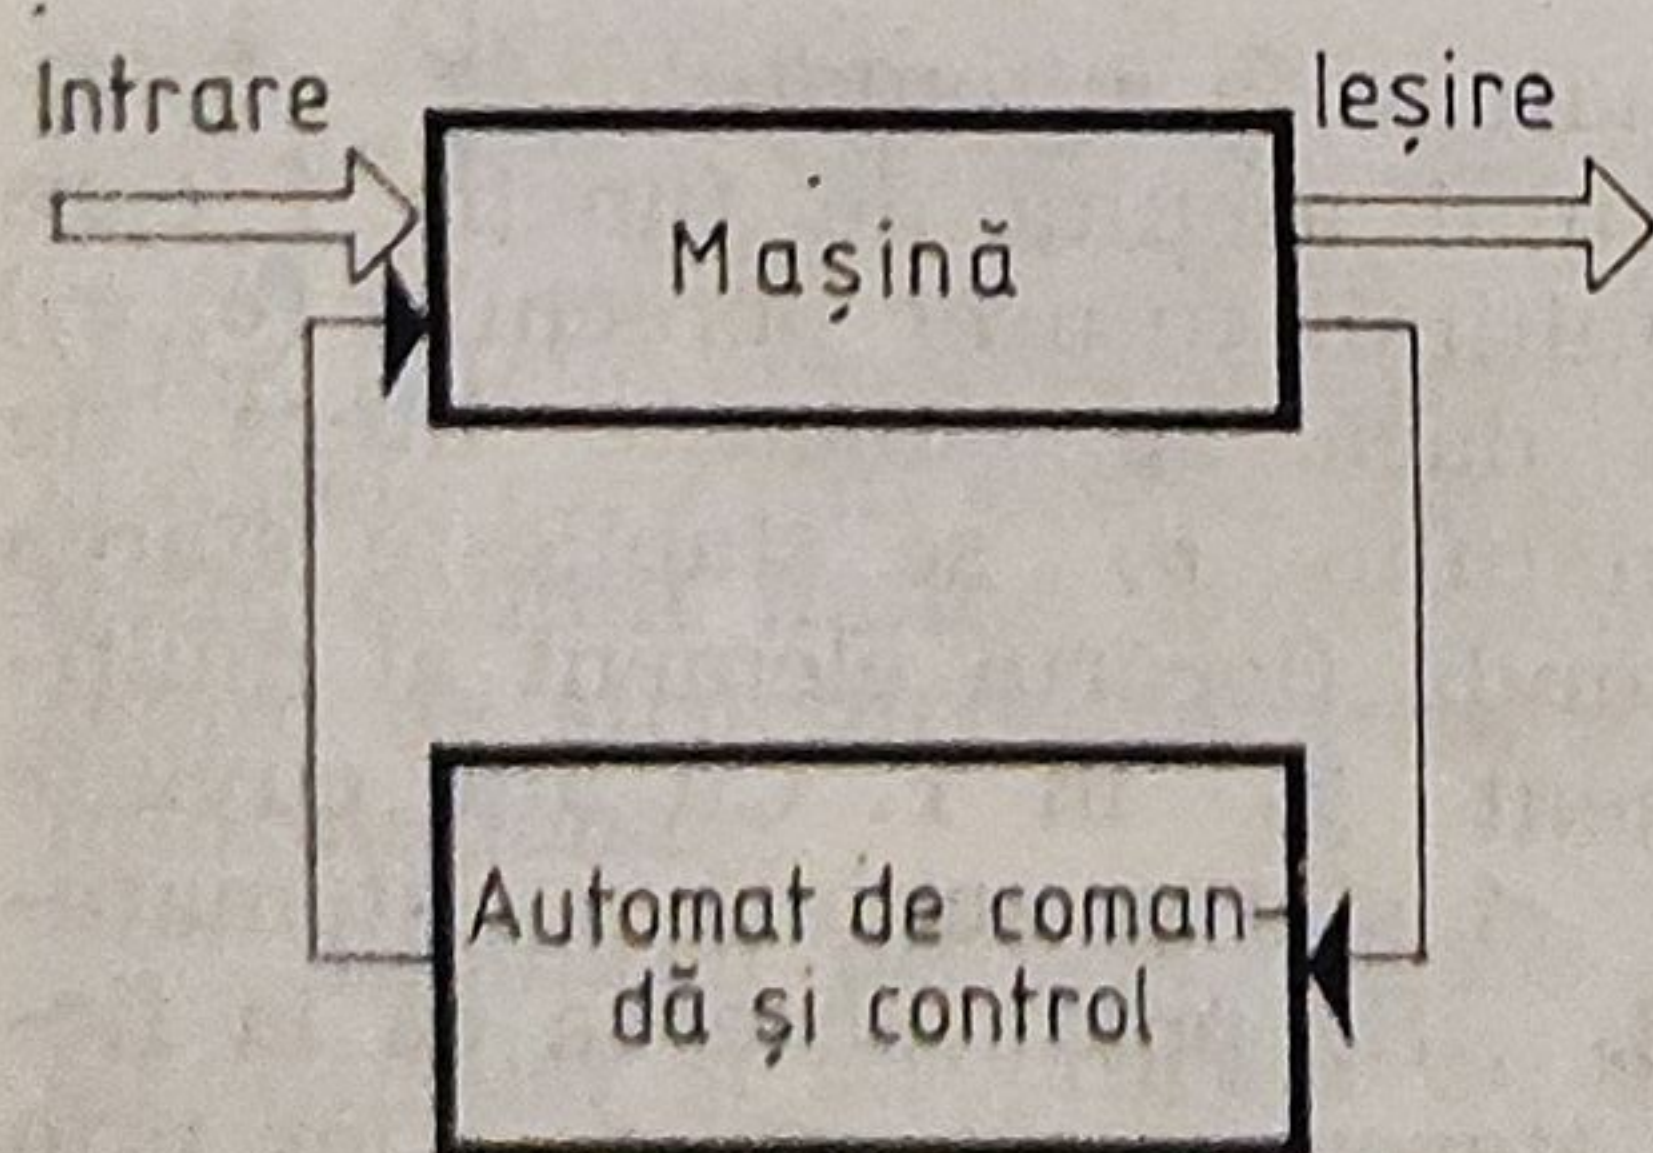 Intrare
Ieșire
Mașină
Automat de coman-
dă și control